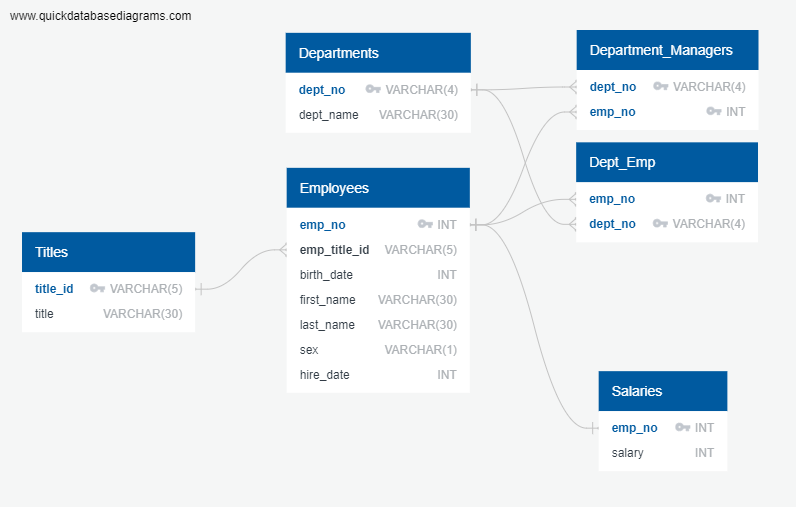 www.quickdatabasediagrams.com
Departments
dept_no VARCHAR(4)
dept_name VARCHAR(30)
Department_Managers
dept_no VARCHAR(4)
emp_no INT
Dept_Emp
emp_no INT
dept_no VARCHAR(4)
Employees
emp_no INT
emp_title_id VARCHAR(5)
birth_date INT
first_name VARCHAR(30)
last_name VARCHAR(30)
sex VARCHAR(1)
hire_date INT
Titles
title_id VARCHAR(5)
title VARCHAR(30)
Salaries
emp_no INT
salary INT